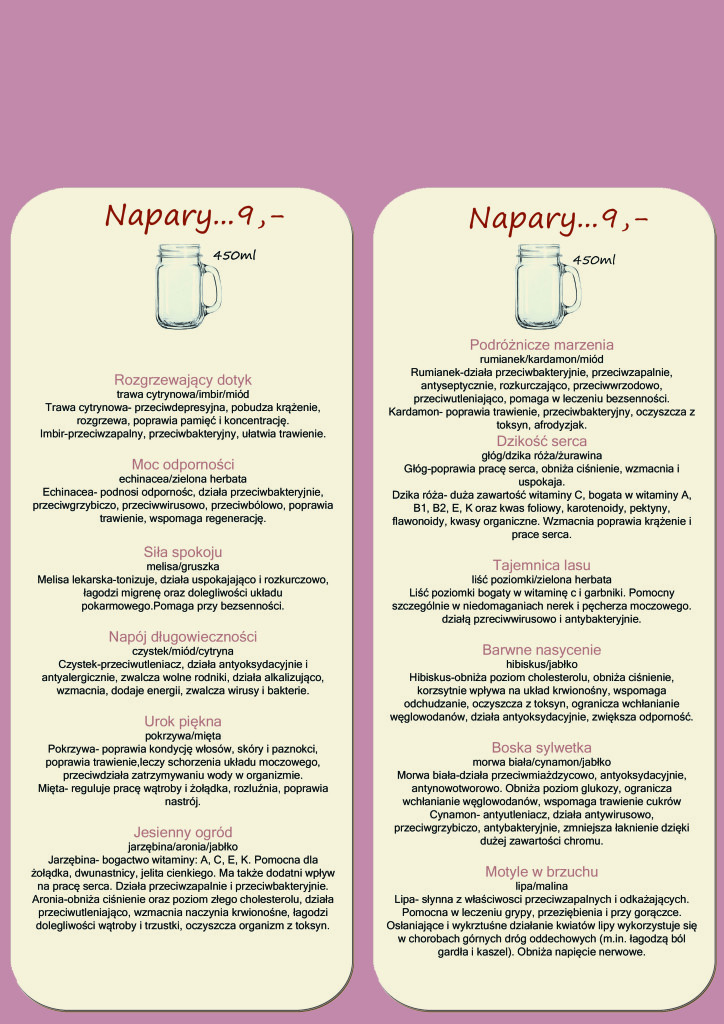 Napary...9,-
450ml
Rozgrzewający dotyk
trawa cytrynowa/imbir/miód
Trawa cytrynowa- przeciwdepresyjna, pobudza krążenie,
rozgrzewa, poprawia pamięć i koncentrację.
Imbir-przeciwzapalny, przeciwbakteryjny, ułatwia trawienie.
Moc odporności
echinacea/zielona herbata
Echinacea- podnosi odpornośc, działa przeciwbakteryjnie,
przeciwgrzybiczo, przeciwwirusowo, przeciwbólowo, poprawia
trawienie, wspomaga regenerację.
Siła spokoju
melisa/gruszka
Melisa lekarska-tonizuje, działa uspokajająco i rozkurczowo,
łagodzi migrenę oraz dolegliwości układu
pokarmowego.Pomaga przy bezsenności.
Napój długowieczności
czystek/miód/cytryna
Czystek-przeciwutleniacz, działa antyoksydacyjnie i
antyalergicznie, zwalcza wolne rodniki, działa alkalizująco,
wzmacnia, dodaje energii, zwalcza wirusy i bakterie.
Urok piękna
pokrzywa/mięta
Pokrzywa- poprawia kondycję włosów, skóry i paznokci,
poprawia trawienie,leczy schorzenia układu moczowego,
przeciwdziała zatrzymywaniu wody w organizmie.
Mięta- reguluje pracę wątroby i żołądka, rozluźnia, poprawia
nastrój.
Jesienny ogród
jarzębina/aronia/jabłko
Jarzębina- bogactwo witaminy: A, C, E, K. Pomocna dla
żołądka, dwunastnicy, jelita cienkiego. Ma także dodatni wpływ
na pracę serca. Działa przeciwzapalnie i przeciwbakteryjnie.
Aronia-obniża ciśnienie oraz poziom złego cholesterolu, działa
przeciwutleniająco, wzmacnia naczynia krwionośne, łagodzi
dolegliwości wątroby i trzustki, oczyszcza organizm z toksyn.
Napary...9,-
450ml
Podróżnicze marzenia
rumianek/kardamon/miód
Rumianek-działa przeciwbakteryjnie, przeciwzapalnie,
antyseptycznie, rozkurczająco, przeciwwrzodowo,
przeciwutleniająco, pomaga w leczeniu bezsenności.
Kardamon- poprawia trawienie, przeciwbakteryjny, oczyszcza z
toksyn, afrodyzjak.
Dzikość serca
głóg/dzika róża/żurawina
Głóg-poprawia pracę serca, obniża ciśnienie, wzmacnia i
uspokaja.
Dzika róża- duża zawartość witaminy C, bogata w witaminy A,
B1, B2, E, K oraz kwas foliowy, karotenoidy, pektyny,
flawonoidy, kwasy organiczne. Wzmacnia poprawia krążenie i
prace serca.
Tajemnica lasu
liść poziomki/zielona herbata
Liść poziomki bogaty w witaminę c i garbniki. Pomocny
szczególnie w niedomaganiach nerek i pęcherza moczowego.
działą pzreciwwirusowo i antybakteryjnie.
Barwne nasycenie
hibiskus/jabłko
Hibiskus-obniża poziom cholesterolu, obniża ciśnienie,
korzsytnie wpływa na układ krwionośny, wspomaga
odchudzanie, oczyszcza z toksyn, ogranicza wchłanianie
węglowodanów, działa antyoksydacyjnie, zwiększa odporność.
Boska sylwetka
morwa biała/cynamon/jabłko
Morwa biała-działa przeciwmiażdzycowo, antyoksydacyjnie,
antynowotworowo. Obniża poziom glukozy, ogranicza
wchłanianie węglowodanów, wspomaga trawienie cukrów
Cynamon- antyutleniacz, działa antywirusowo,
przeciwgrzybiczo, antybakteryjnie, zmniejsza łaknienie dzięki
dużej zawartości chromu.
Motyle w brzuchu
lipa/malina
Lipa- słynna z właściwosci przeciwzapalnych i odkażających.
Pomocna w leczeniu grypy, przeziębienia i przy gorączce.
Osłaniające i wykrztuśne działanie kwiatów lipy wykorzystuje się
w chorobach górnych dróg oddechowych (m.in. łagodzą ból
gardła i kaszel). Obniża napięcie nerwowe.